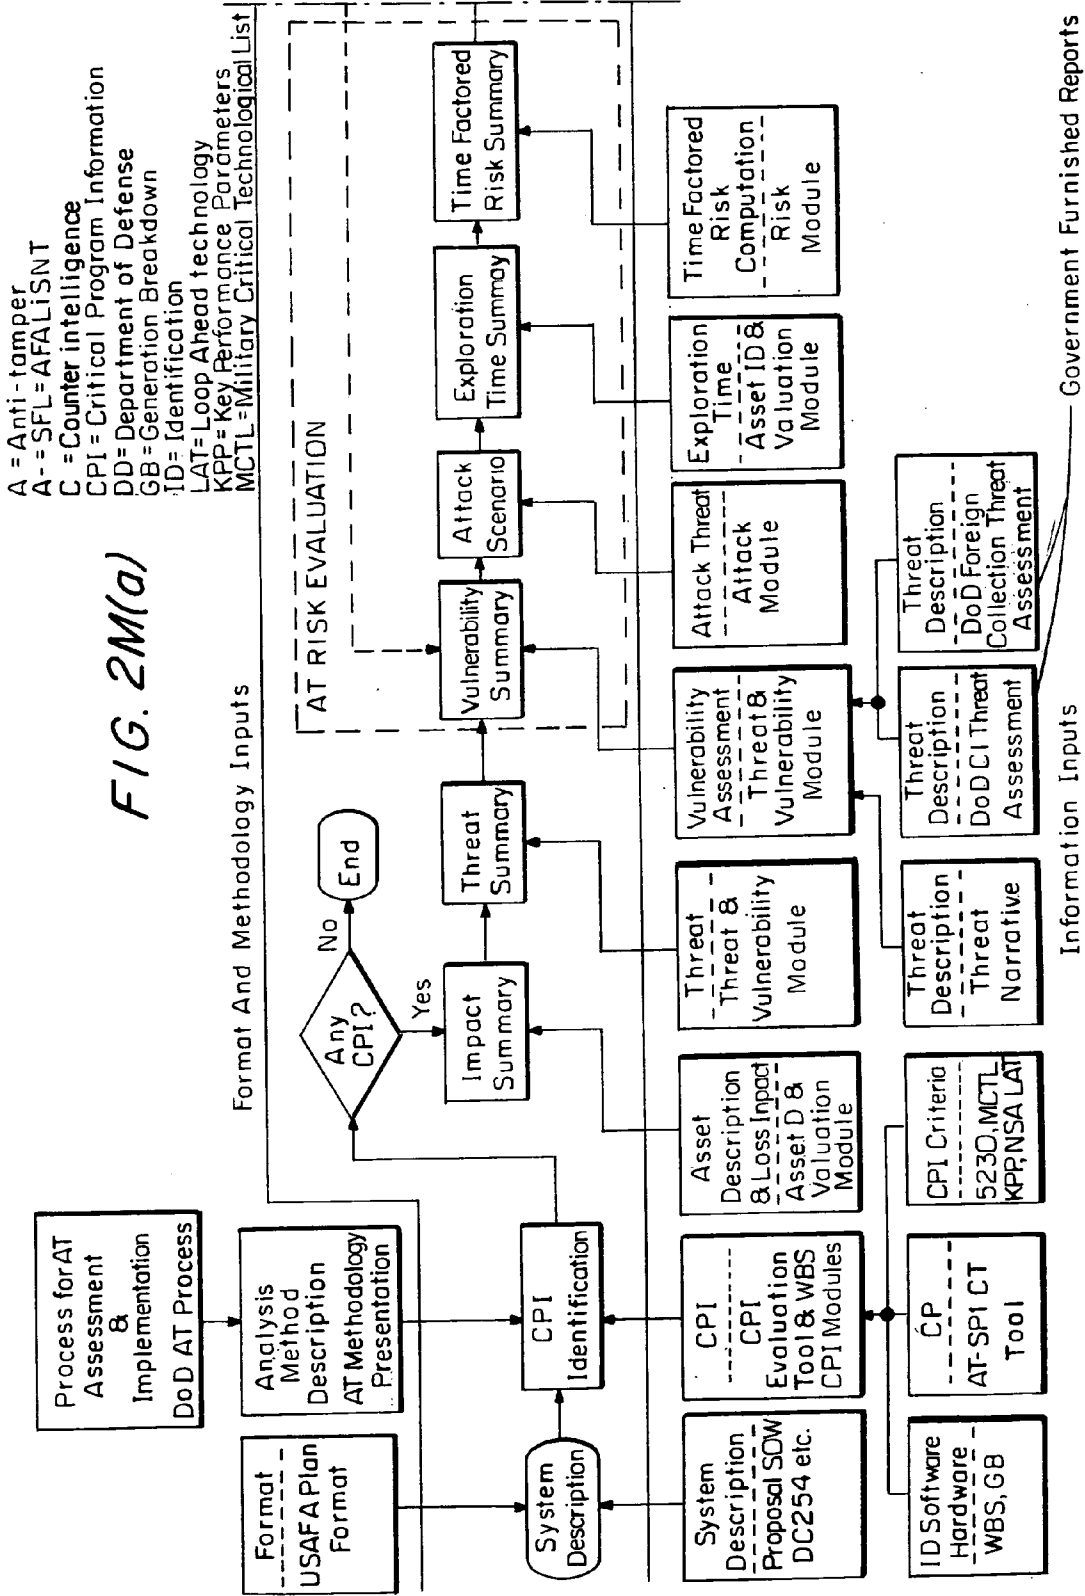 FIG. 2M(a)
A = Anti-tamper
A- = SFL = AFALISNT
C = Counter intelligence
CPI = Critical Program Information
DD = Department of Defense
GB = Generation Breakdown
ID = Identification
LAT = Loop Ahead technology
KPP = Key Performance Parameters
MCTL = Military Critical Technological List
Process for AT
Assessment
&
Implementation
DoD AT Process
Format
USAFA Plan
Format
Analysis
Method
Description
AT Methodology
Presentation
Format And Methodology Inputs
System
Description
CPI
Identification
Any
CPI?
No
End
Yes
Impact
Summary
Threat
Summary
AT RISK EVALUATION
Vulnerability
Summary
Attack
Scenario
Exploration
Time Summay
Time Factored
Risk Summary
System
Description
Proposal SOW
DC254 etc.
CPI
CPI
Evaluation
Tool & WBS
CPI Modules
Asset
Description
& Loss Inpact
Asset D &
Valuation
Module
Threat
Threat &
Vulnerability
Module
Vulnerability
Assessment
Threat &
Vulnerability
Module
Attack Threat
Attack
Module
Exploration
Time
Asset ID &
Valuation
Module
Time Factored
Risk
Computation
Risk
Module
ID Software
Hardware
WBS, GB
CP
AT-SP1 CT
Tool
CPI Criteria
5230, MCTL
KPP, NSA LAT
Threat
Description
Threat
Narrative
Threat
Description
DoD CI Threat
Assessment
Threat
Description
DoD Foreign
Collection Threat
Assessment
Information Inputs
Government Furnished Reports